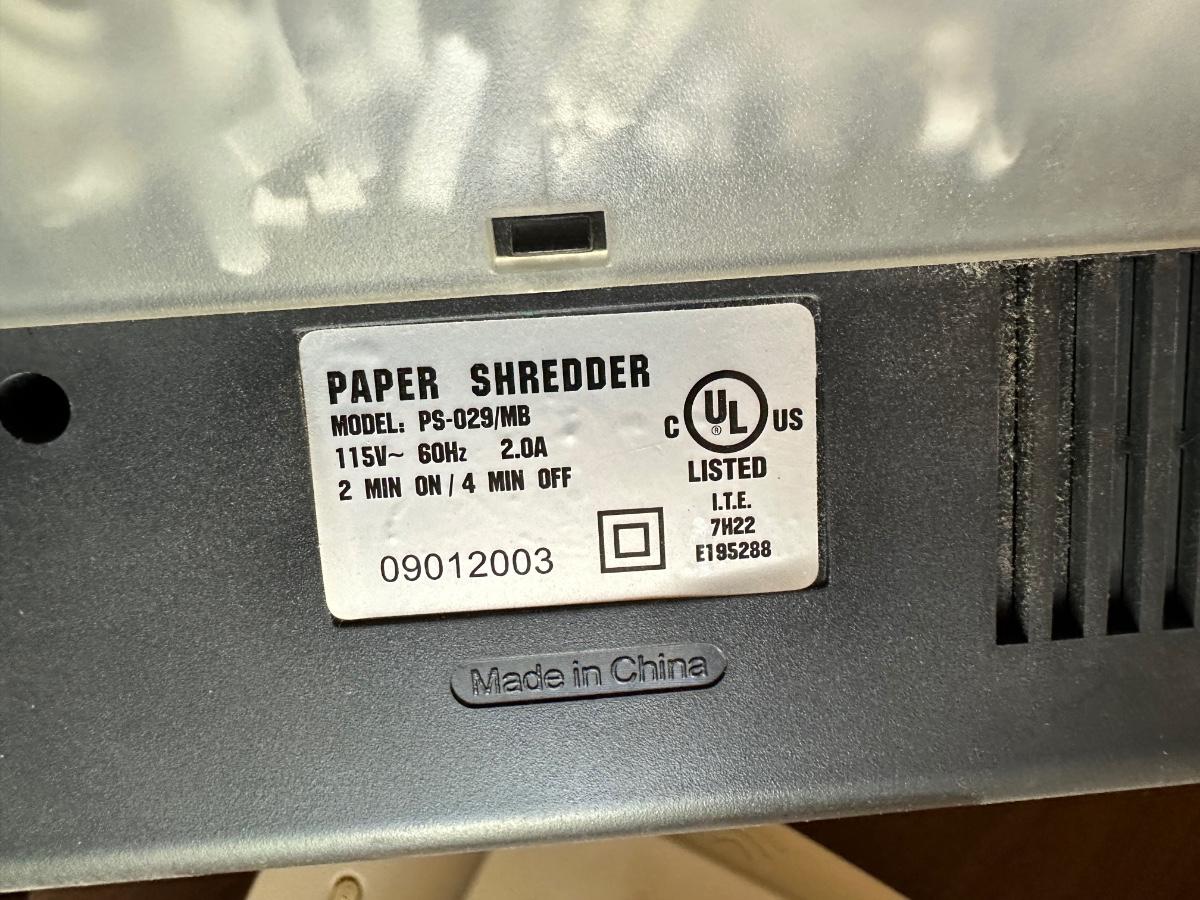 PAPER SHREDDER
MODEL: PS-029/MB
115V~ 60Hz 2.0A
2 MIN ON / 4 MIN OFF
09012003
C UL ® US
LISTED
I.T.E.
7H22
E195288
Made in China